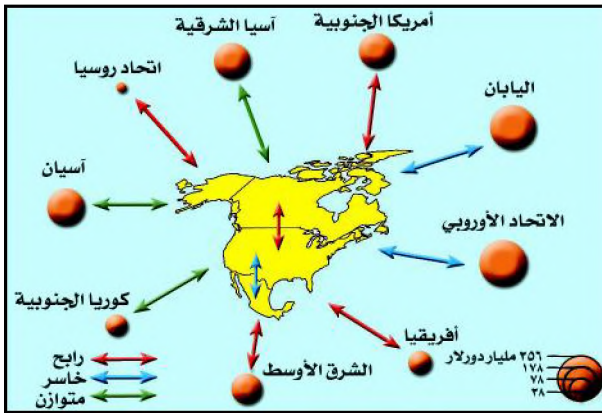 أمريكا الجنوبية
آسيا الشرقية
اتحاد روسيا
اليابان
آسيان
الاتحاد الأوروبي
كوريا الجنوبية
أفريقيا
الشرق الأوسط
رابح
خاسر
متوازن
٢٥٦ مليار دورلار
١٧٨
٧٨
٣٨